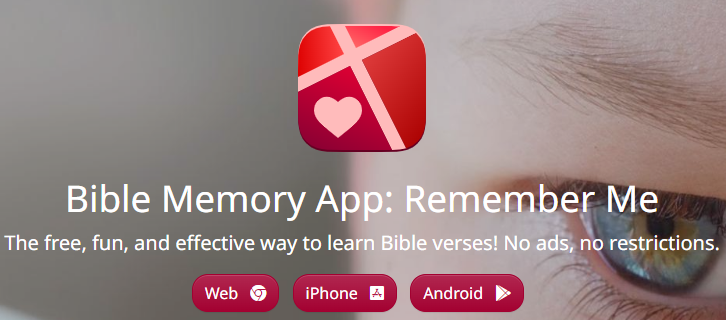 Bible Memory App: Remember Me
The free, fun, and effective way to learn Bible verses! No ads, no restrictions.
Web iPhone Android